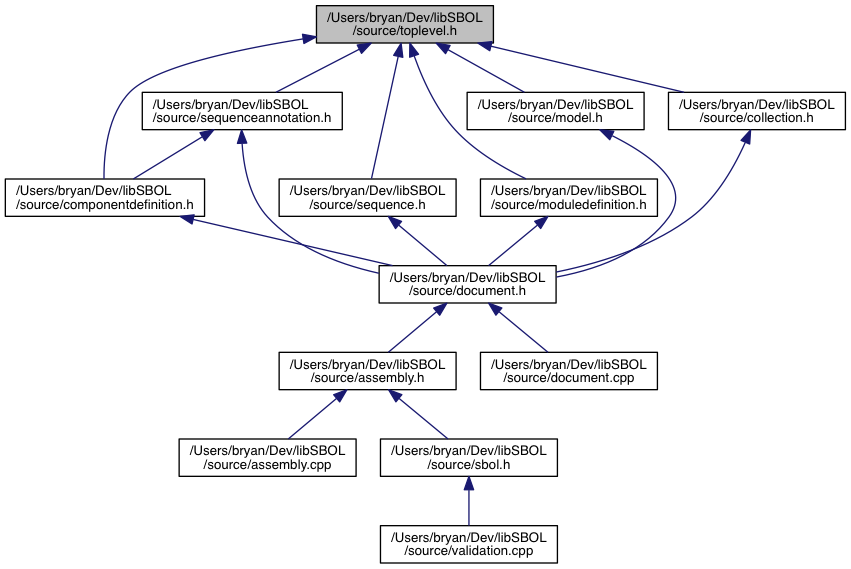 /Users/bryan/Dev/libSBOL
/source/toplevel.h
/Users/bryan/Dev/libSBOL
/source/sequenceannotation.h
/Users/bryan/Dev/libSBOL
/source/model.h
/Users/bryan/Dev/libSBOL
/source/collection.h
/Users/bryan/Dev/libSBOL
/source/componentdefinition.h
/Users/bryan/Dev/libSBOL
/source/sequence.h
/Users/bryan/Dev/libSBOL
/source/moduledefinition.h
/Users/bryan/Dev/libSBOL
/source/document.h
/Users/bryan/Dev/libSBOL
/source/assembly.h
/Users/bryan/Dev/libSBOL
/source/document.cpp
/Users/bryan/Dev/libSBOL
/source/assembly.cpp
/Users/bryan/Dev/libSBOL
/source/sbol.h
/Users/bryan/Dev/libSBOL
/source/validation.cpp